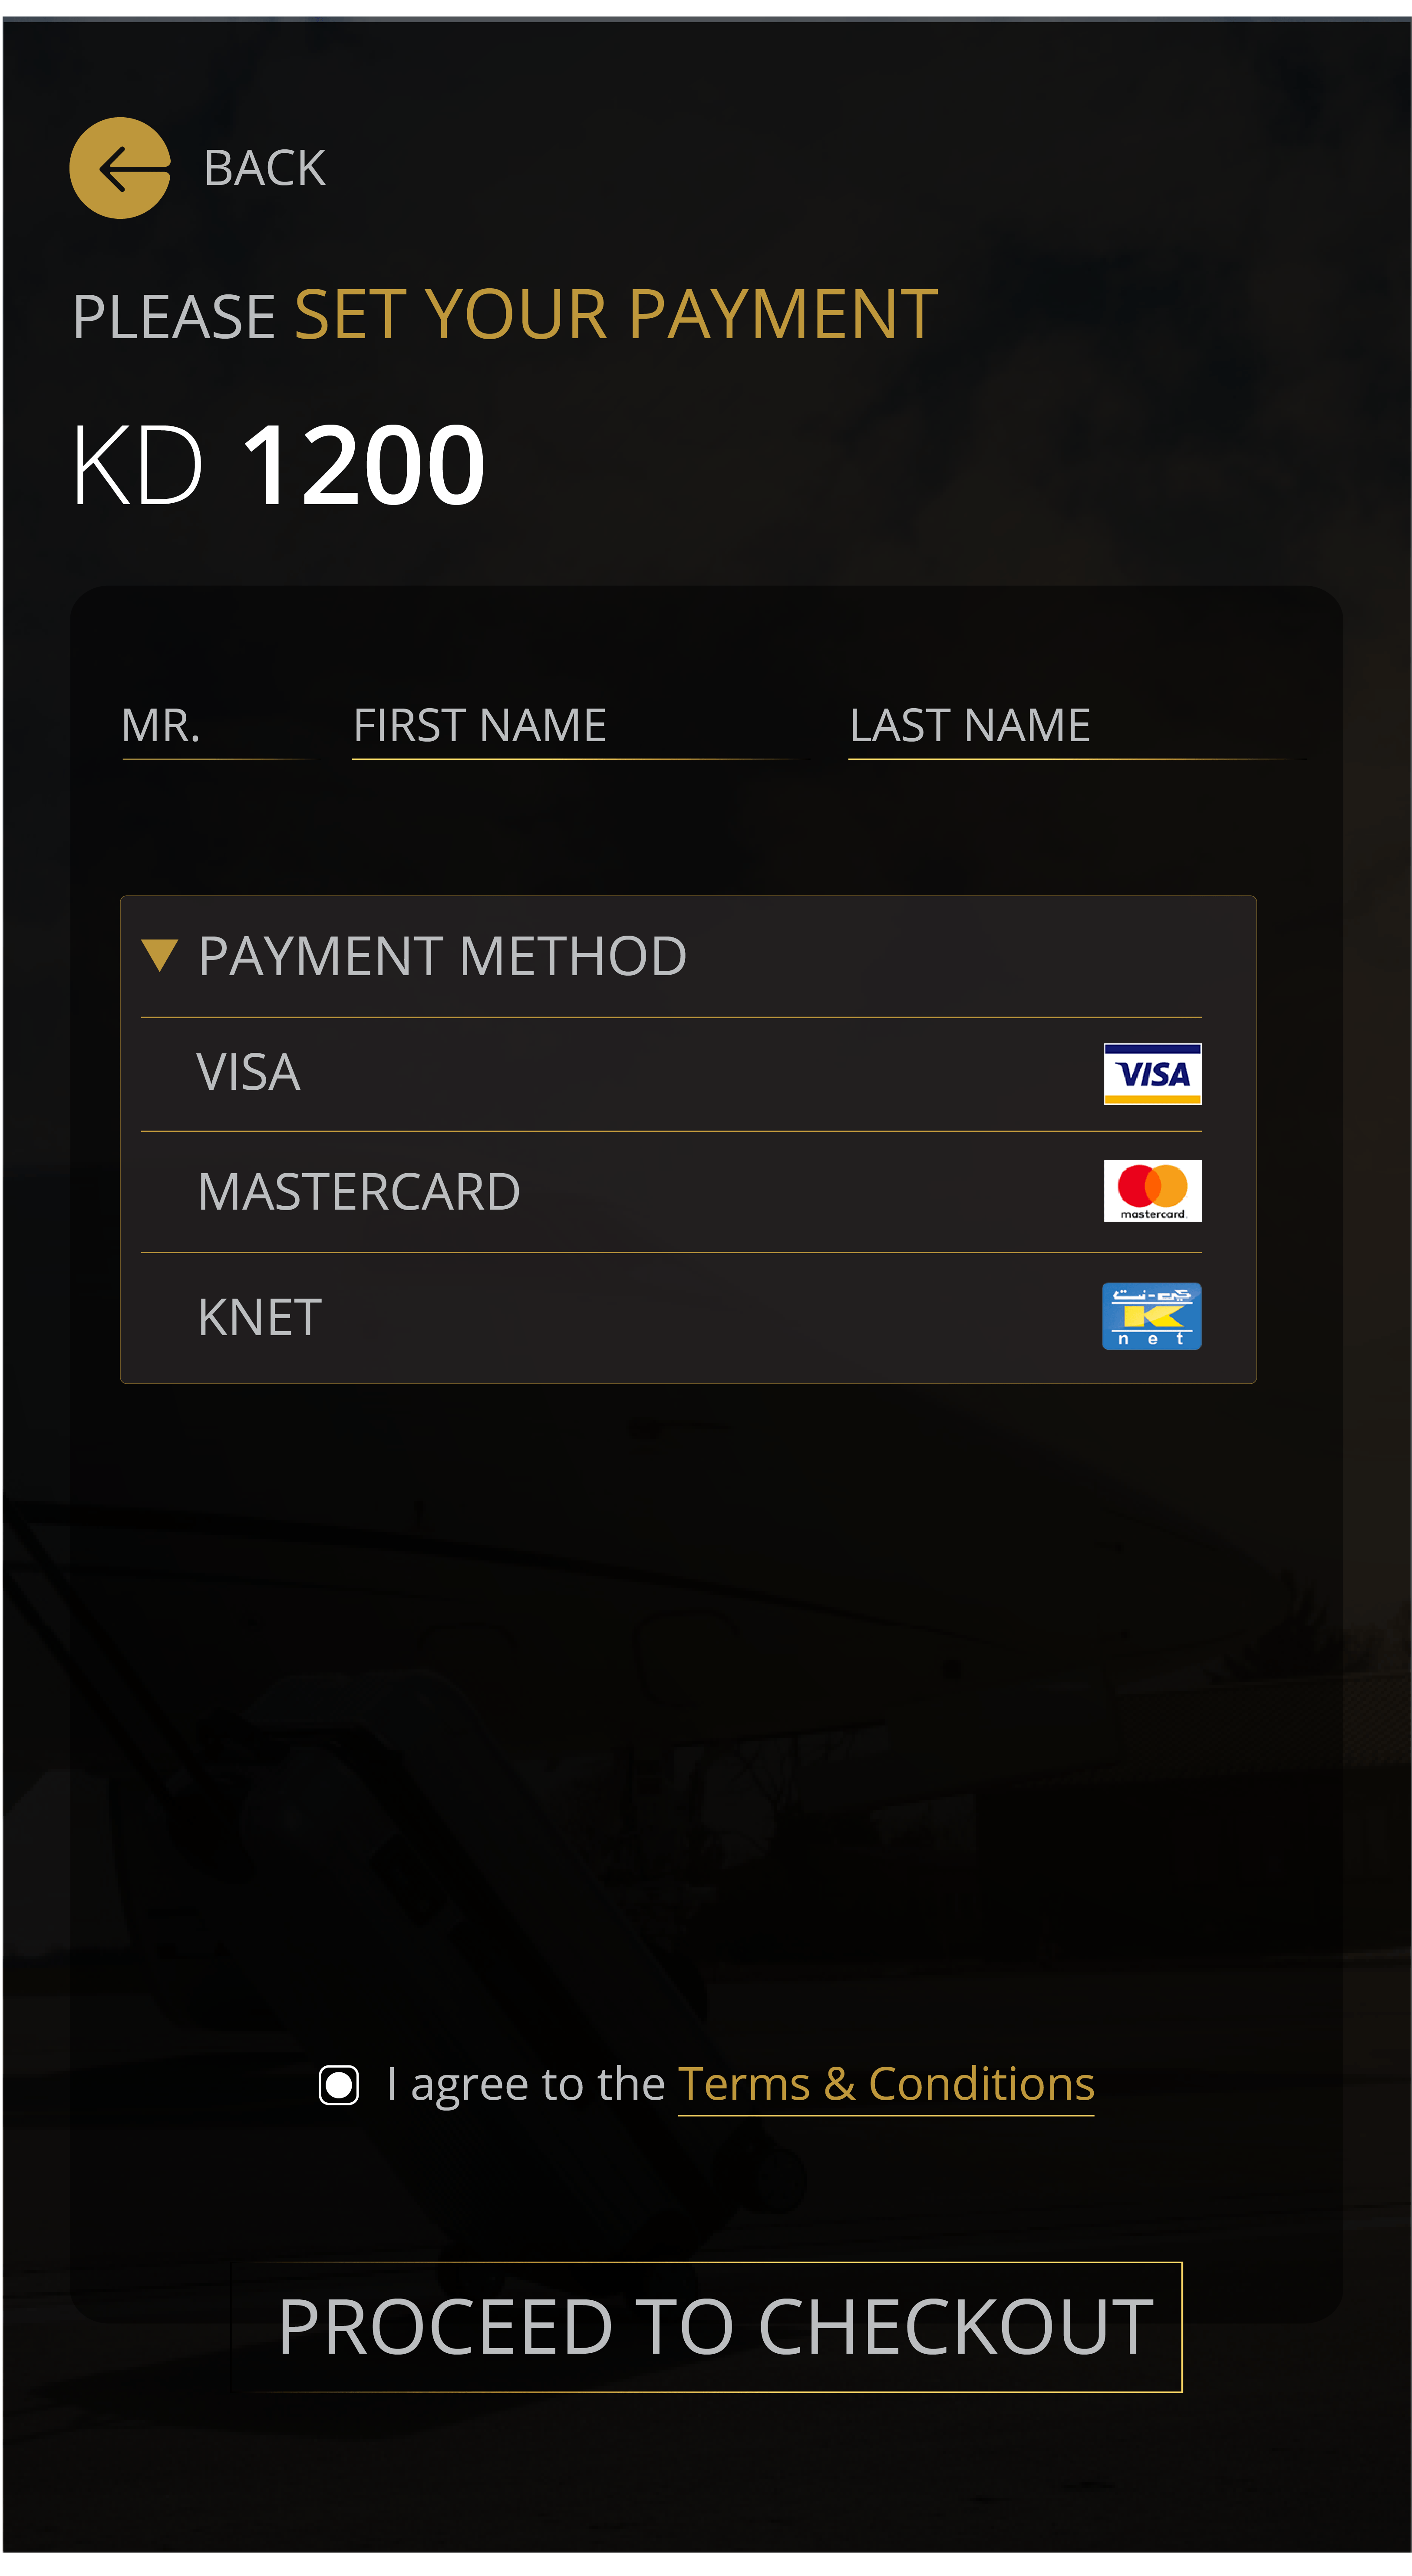 BACK
PLEASE SET YOUR PAYMENT
KD 1200
MR. FIRST NAME LAST NAME
PAYMENT METHOD
VISA VISA
MASTERCARD mastercard.
KNET كي-نت
K
net
I agree to the Terms & Conditions
PROCEED TO CHECKOUT